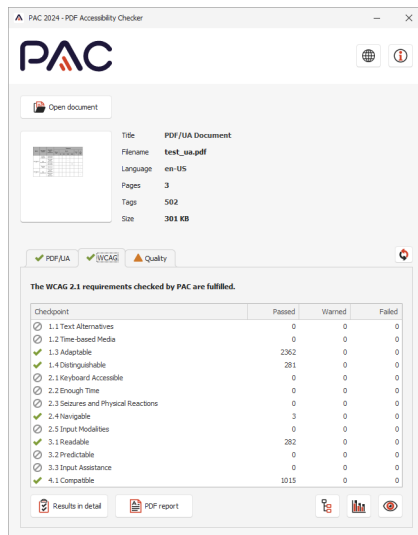 PAC 2024 - PDF Accessibility Checker
PAC
Open document
Title PDF/UA Document
Filename test_ua.pdf
Language en-US
Pages 3
Tags 502
Size 301 KB
PDF/UA WCAG Quality
The WCAG 2.1 requirements checked by PAC are fulfilled.
Checkpoint Passed Warned Failed
1.1 Text Alternatives 0 0 0
1.2 Time-based Media 0 0 0
1.3 Adaptable 2362 0 0
1.4 Distinguishable 281 0 0
2.1 Keyboard Accessible 0 0 0
2.2 Enough Time 0 0 0
2.3 Seizures and Physical Reactions 0 0 0
2.4 Navigable 3 0 0
2.5 Input Modalities 0 0 0
3.1 Readable 282 0 0
3.2 Predictable 0 0 0
3.3 Input Assistance 0 0 0
4.1 Compatible 1015 0 0
Results in detail PDF report